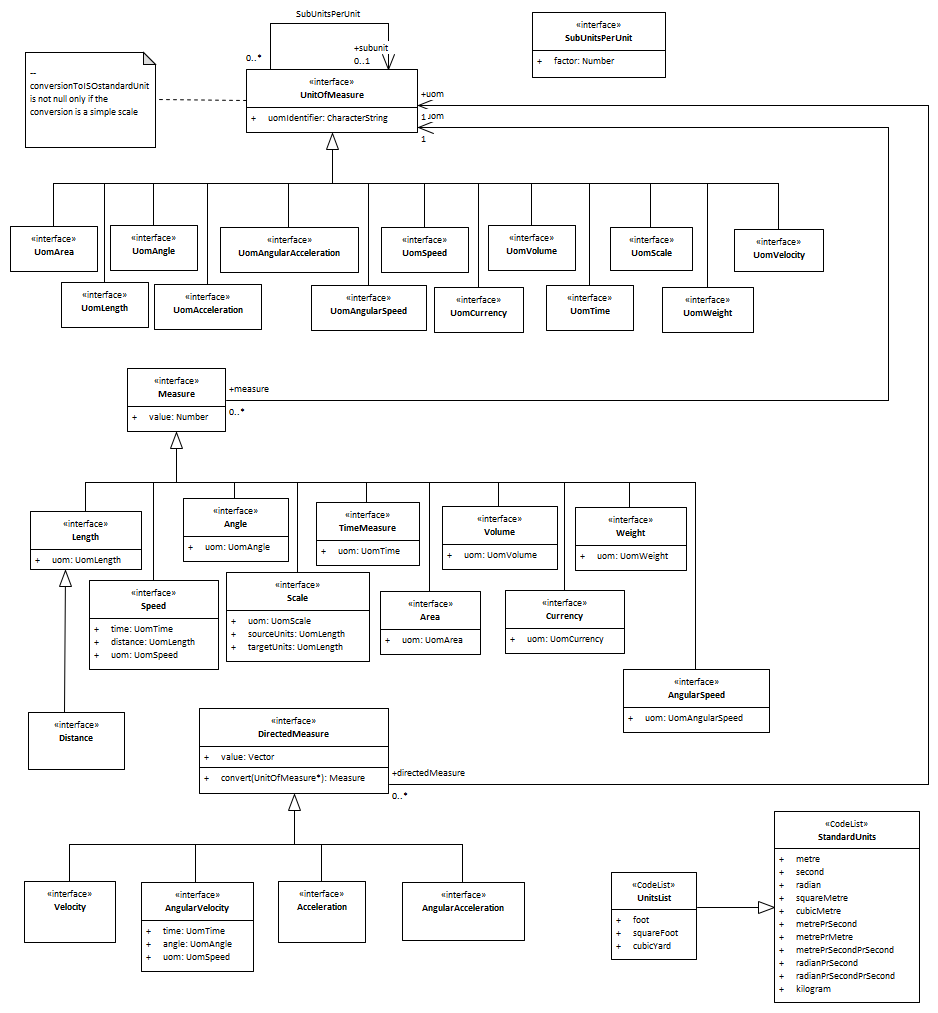 SubUnitsPerUnit
+subunit
0..*
0..1
«interface»
SubUnitsPerUnit
+ factor: Number
--
conversionToISOstandardUnit
is not null only if the
conversion is a simple scale
«interface»
UnitOfMeasure
+ uomIdentifier: CharacterString
+uom
1
uom
1
«interface»
UomArea
«interface»
UomAngle
«interface»
UomAngularAcceleration
«interface»
UomSpeed
«interface»
UomVolume
«interface»
UomScale
«interface»
UomVelocity
«interface»
UomLength
«interface»
UomAcceleration
«interface»
UomAngularSpeed
«interface»
UomCurrency
«interface»
UomTime
«interface»
UomWeight
«interface»
Measure
+ value: Number
+measure
0..*
«interface»
Length
+ uom: UomLength
«interface»
Angle
+ uom: UomAngle
«interface»
TimeMeasure
+ uom: UomTime
«interface»
Volume
+ uom: UomVolume
«interface»
Weight
+ uom: UomWeight
«interface»
Speed
+ time: UomTime
+ distance: UomLength
+ uom: UomSpeed
«interface»
Scale
+ uom: UomScale
+ sourceUnits: UomLength
+ targetUnits: UomLength
«interface»
Area
+ uom: UomArea
«interface»
Currency
+ uom: UomCurrency
«interface»
AngularSpeed
+ uom: UomAngularSpeed
«interface»
Distance
«interface»
DirectedMeasure
+ value: Vector
+ convert(UnitOfMeasure*): Measure
+directedMeasure
0..*
«interface»
Velocity
«interface»
AngularVelocity
+ time: UomTime
+ angle: UomAngle
+ uom: UomSpeed
«interface»
Acceleration
«interface»
AngularAcceleration
«CodeList»
UnitsList
+ foot
+ squareFoot
+ cubicYard
«CodeList»
StandardUnits
+ metre
+ second
+ radian
+ squareMetre
+ cubicMetre
+ metrePrSecond
+ metrePrMetre
+ metrePrSecondPrSecond
+ radianPrSecond
+ radianPrSecondPrSecond
+ kilogram